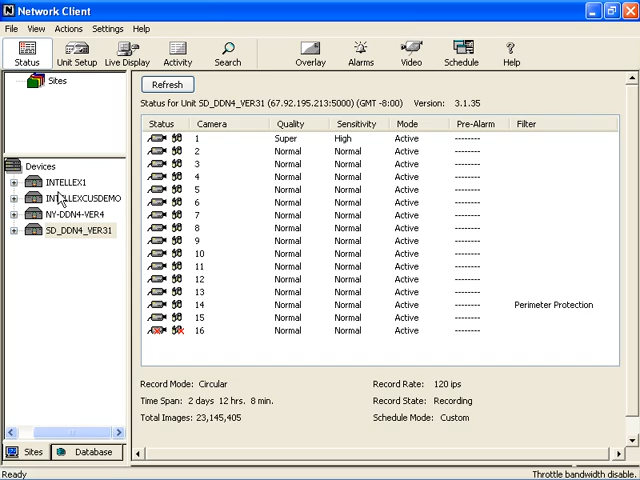 Network Client
File View Actions Settings Help
Status Unit Setup Live Display Activity Search Overlay Alarms Video Schedule Help
Sites
Refresh
Status for Unit SD_DDN4_VER31 (67.92.195.213:5000) (GMT -8:00) Version: 3.1.35
Status Camera Quality Sensitivity Mode Pre-Alarm Filter
1 Super High Active --------
2 Normal Normal Active --------
3 Normal Normal Active --------
4 Normal Normal Active --------
5 Normal Normal Active --------
6 Normal Normal Active --------
7 Normal Normal Active --------
8 Normal Normal Active --------
9 Normal Normal Active --------
10 Normal Normal Active --------
11 Normal Normal Active --------
12 Normal Normal Active --------
13 Normal Normal Active --------
14 Normal Normal Active -------- Perimeter Protection
15 Normal Normal Active --------
16 Normal Normal Active --------
Devices
INTELLEX1
NY-DDN4-VER4
SD_DDN4_VER31
Record Mode: Circular Record Rate: 120 ips
Time Span: 2 days 12 hrs. 8 min. Record State: Recording
Total Images: 23,145,405 Schedule Mode: Custom
Sites Database
Ready Throttle bandwidth disable.